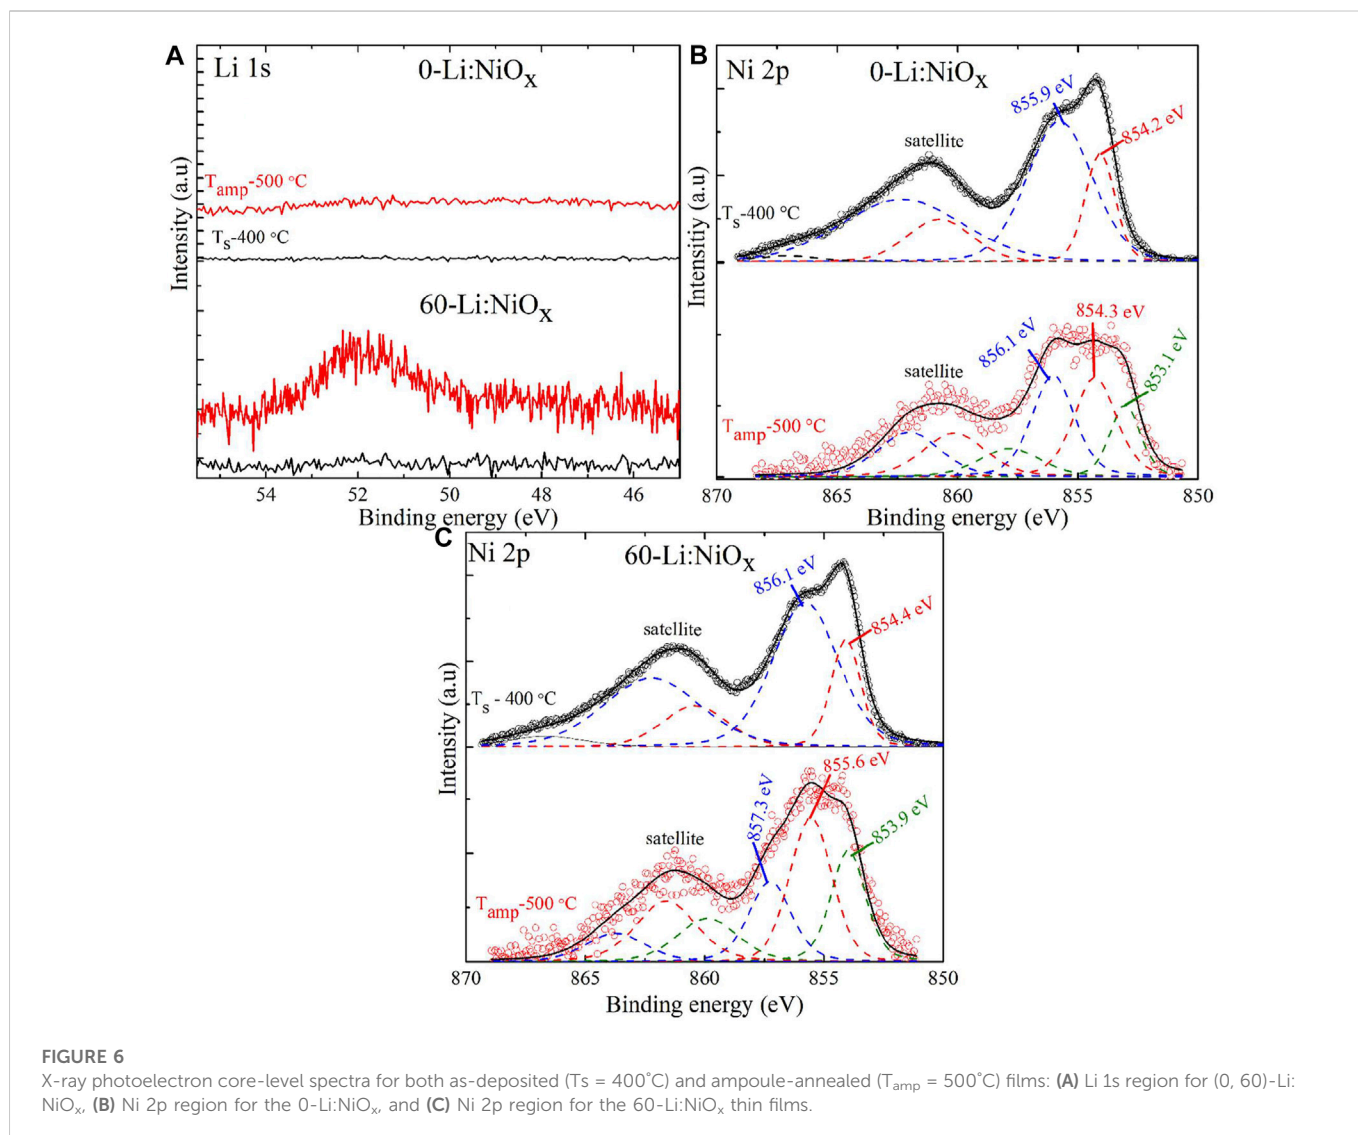 A
Li 1s
0-Li:NiOx
Tamp-500 °C
Ts-400 °C
60-Li:NiOx
Intensity (a.u)
54 52 50 48 46
Binding energy (eV)
B
Ni 2p
0-Li:NiOx
855.9 eV
854.2 eV
satellite
Ts-400 °C
856.1 eV
854.3 eV
853.1 eV
satellite
Tamp-500 °C
Intensitiy (a.u)
870 865 860 855 850
Binding energy (eV)
C
Ni 2p
60-Li:NiOx
856.1 eV
854.4 eV
satellite
Ts - 400 °C
857.3 eV
855.6 eV
853.9 eV
satellite
Tamp-500 °C
Intensity (a.u)
870 865 860 855 850
Binding energy (eV)
FIGURE 6
X-ray photoelectron core-level spectra for both as-deposited (Ts = 400°C) and ampoule-annealed (Tamp = 500°C) films: (A) Li 1s region for (0, 60)-Li:
NiOx, (B) Ni 2p region for the 0-Li:NiOx, and (C) Ni 2p region for the 60-Li:NiOx thin films.